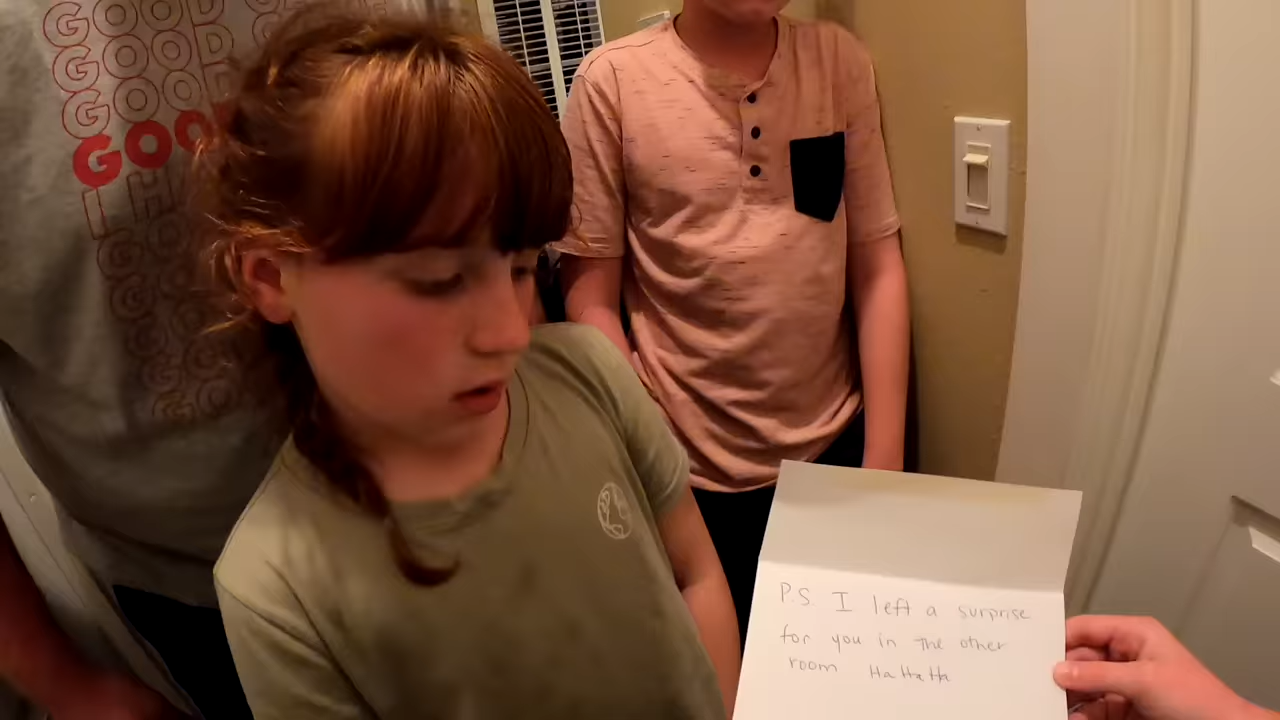 GOOD
GOOD
GOOD
GOO
I H
P.S. I left a surprise
for you in the other
room HaHaHa